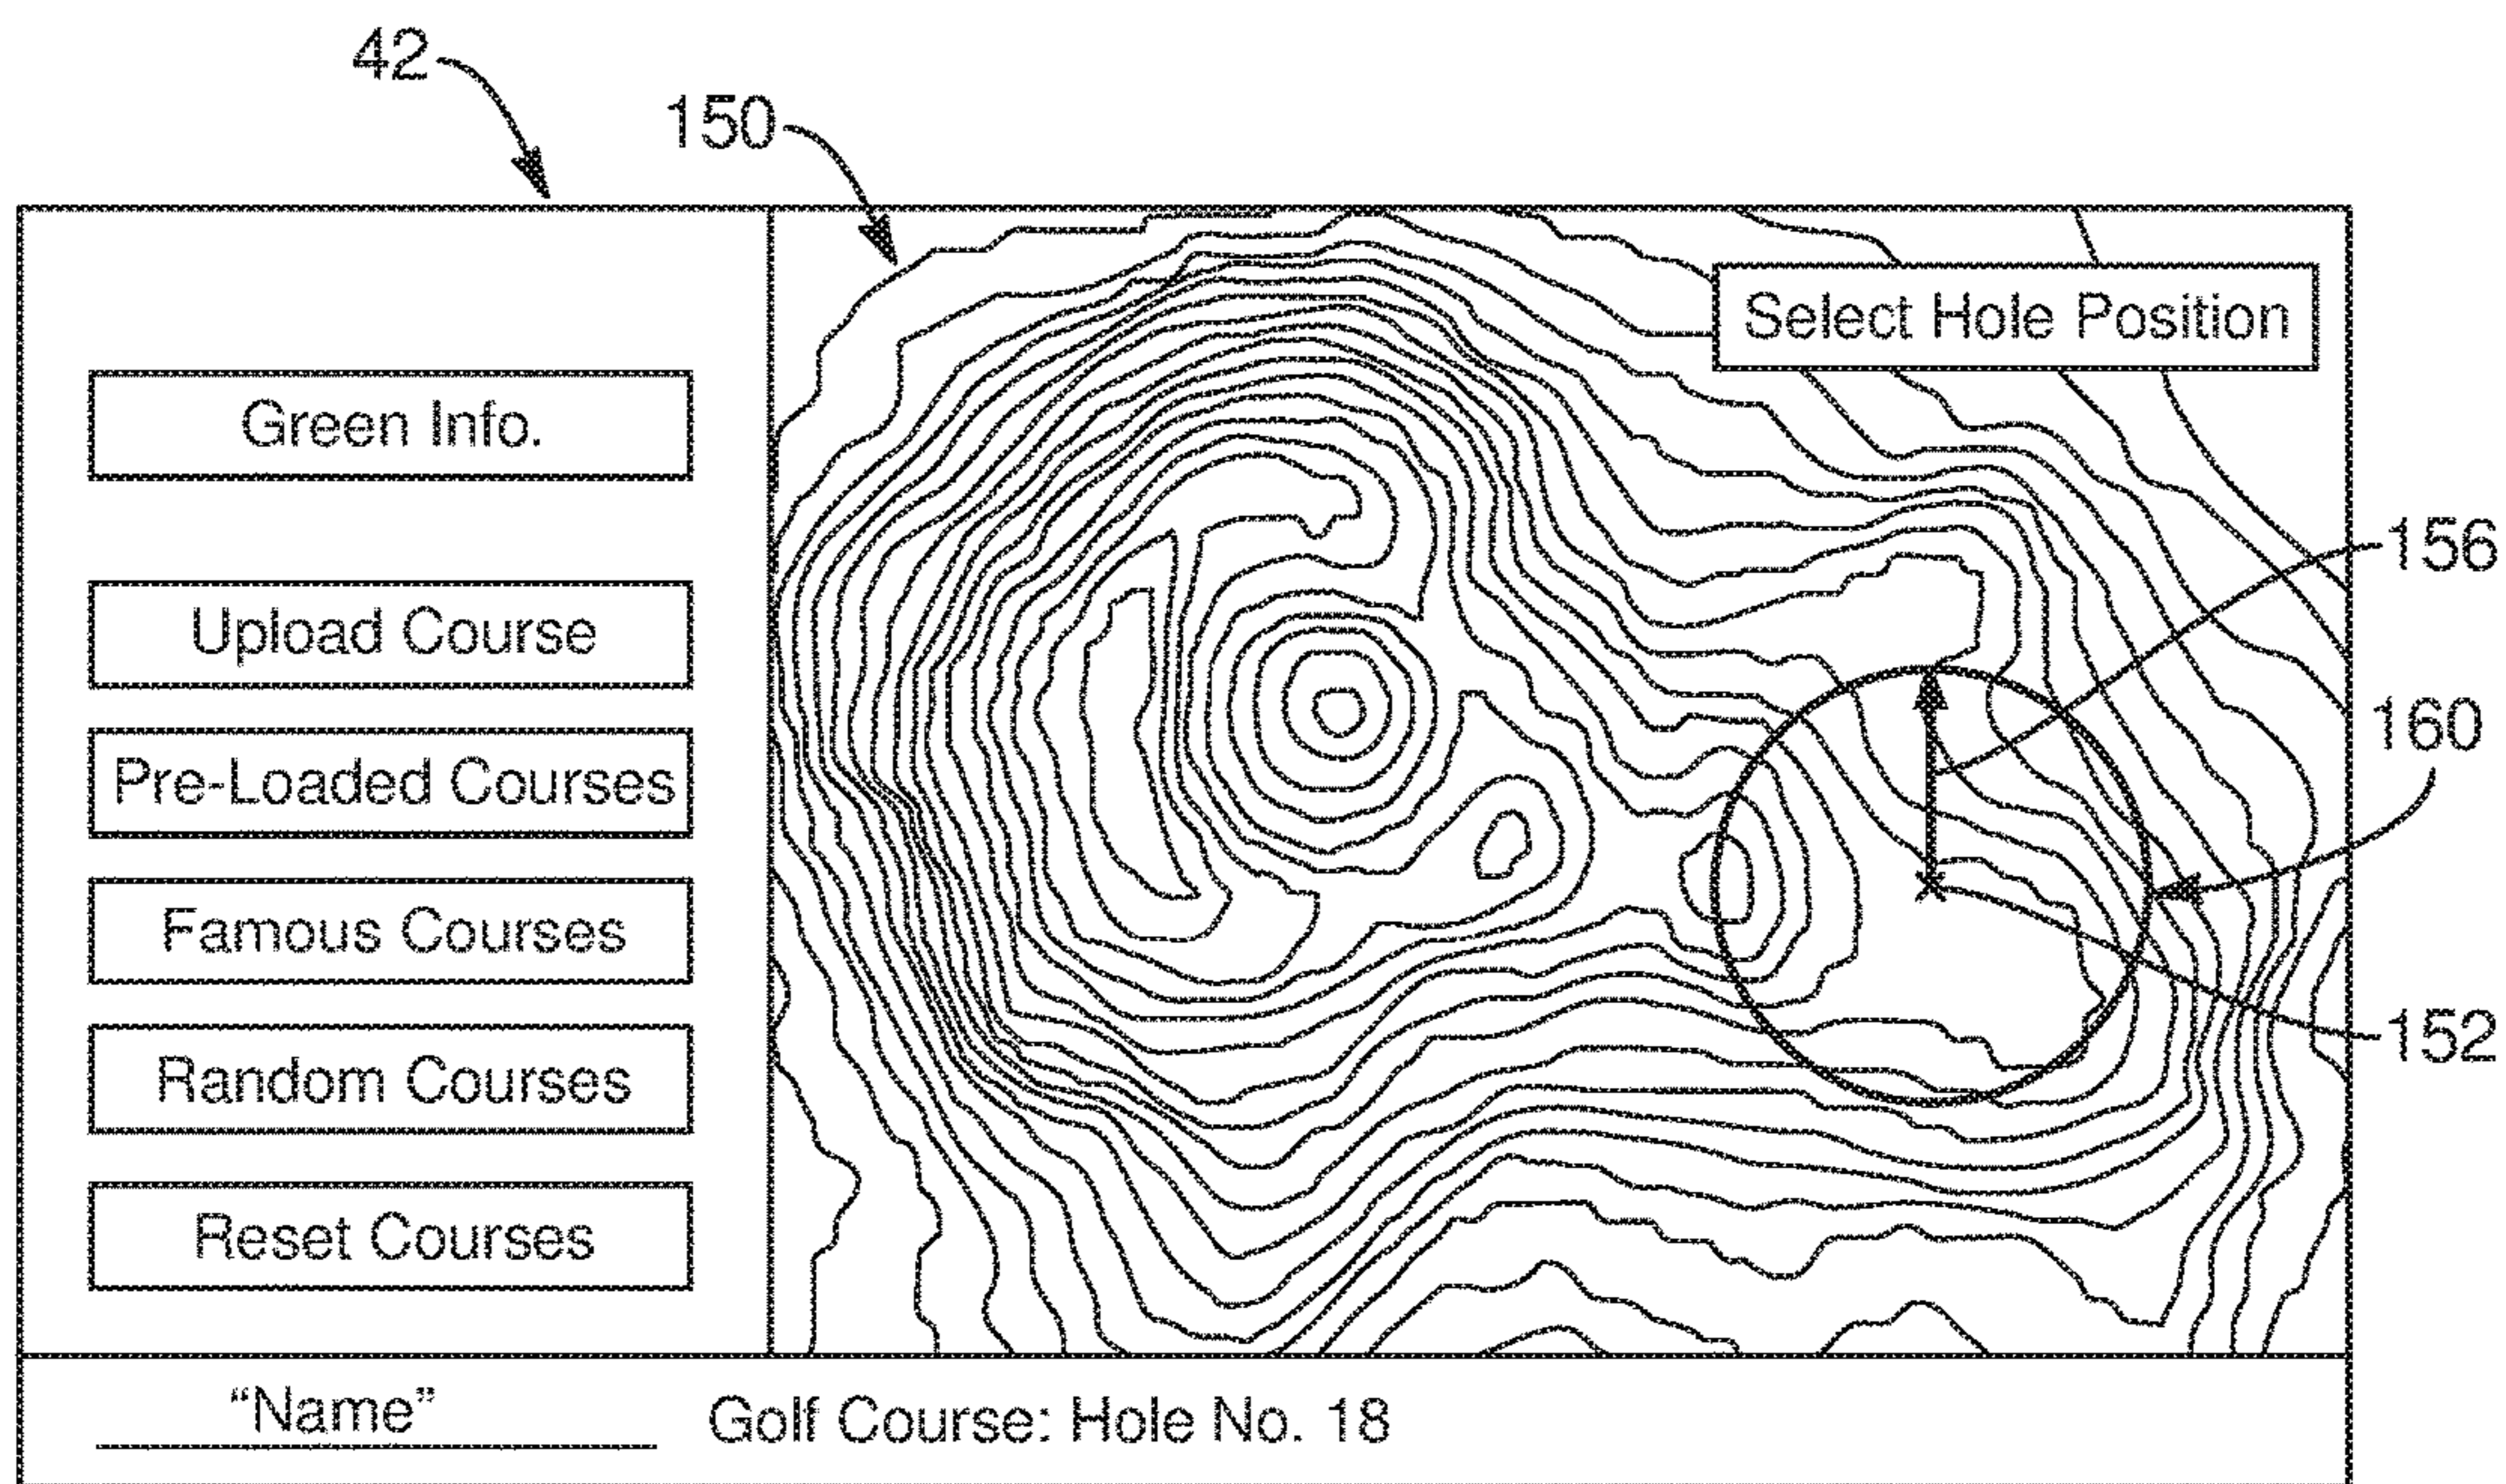 42
150
Select Hole Position
Green Info.
156
Upload Course
160
Pre-Loaded Courses
Famous Courses
152
Random Courses
Reset Courses
“Name” Golf Course: Hole No. 18